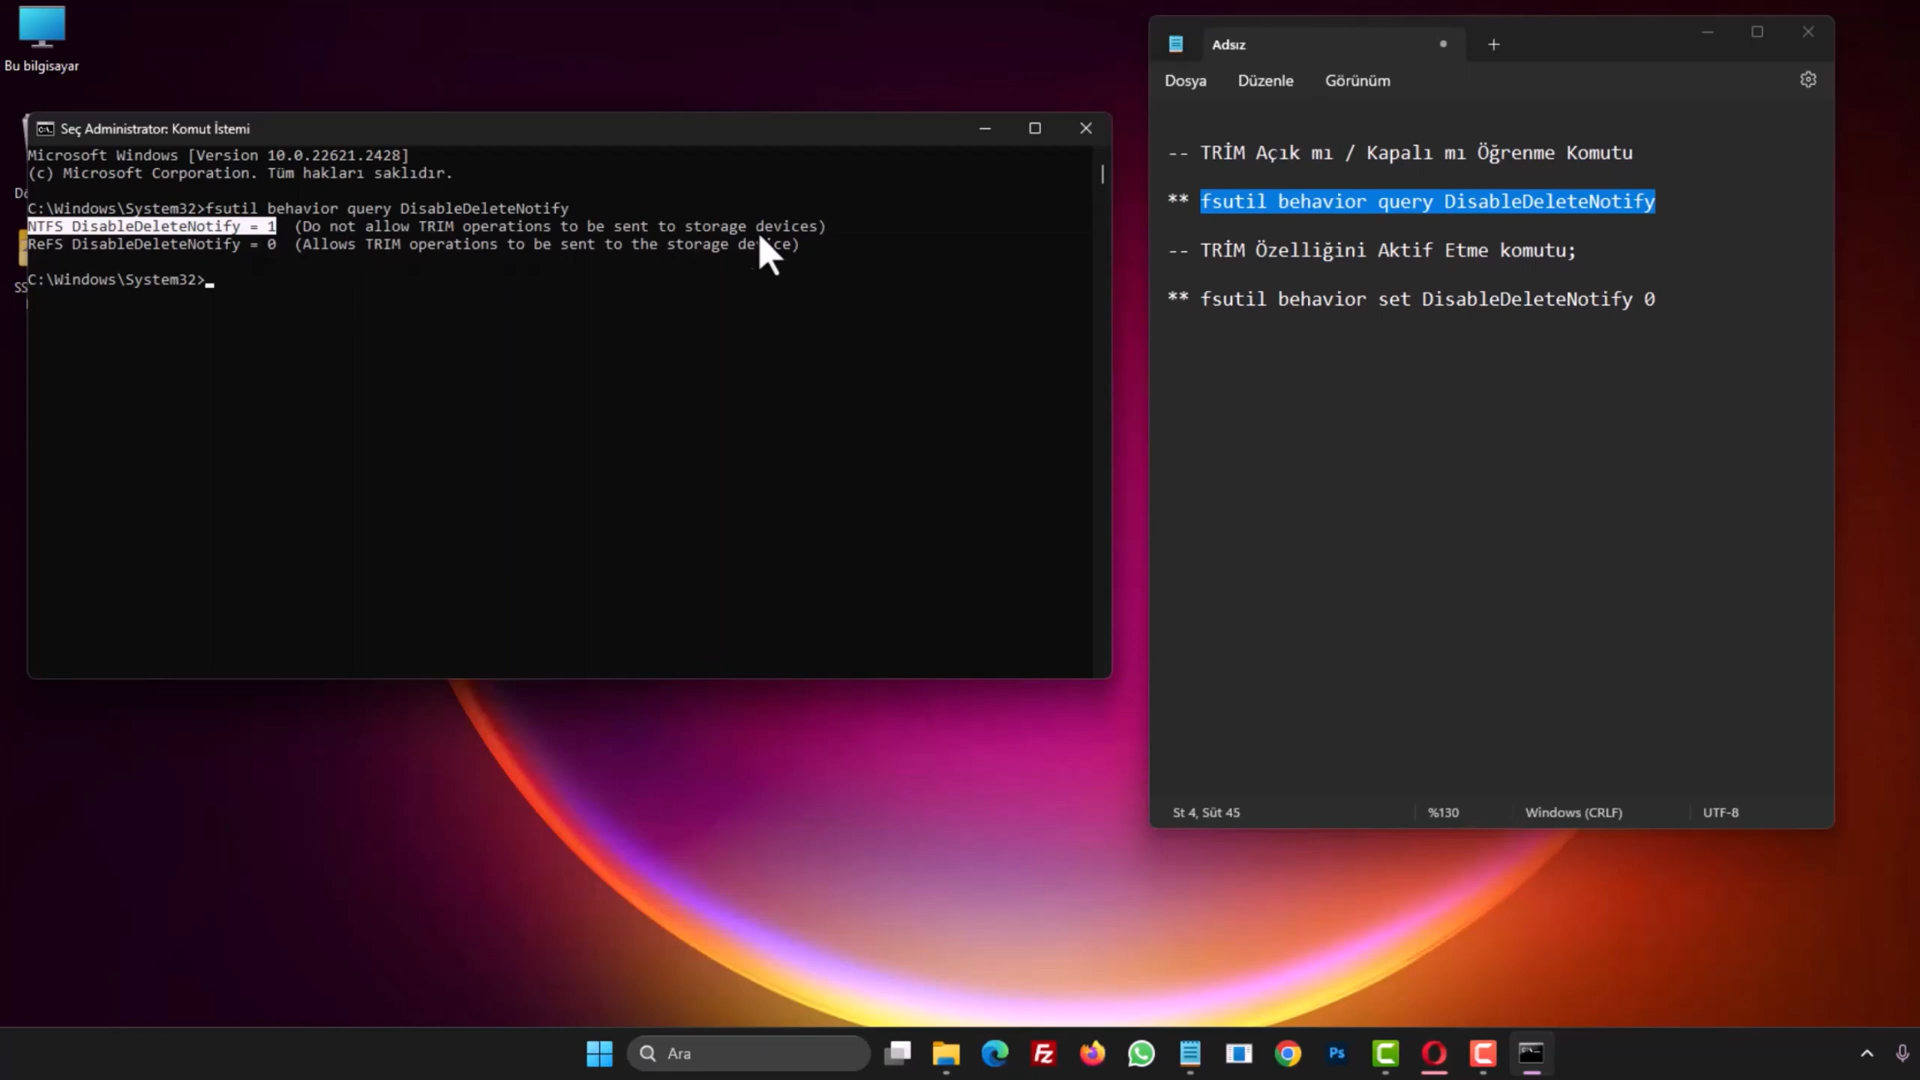 Bu bilgisayar
Seç Administrator: Komut İstemi
Microsoft Windows [Version 10.0.22621.2428]
(c) Microsoft Corporation. Tüm hakları saklıdır.
C:\Windows\System32>fsutil behavior query DisableDeleteNotify
NTFS DisableDeleteNotify = 1  (Do not allow TRIM operations to be sent to storage devices)
ReFS DisableDeleteNotify = 0  (Allows TRIM operations to be sent to the storage device)
C:\Windows\System32>
Adsız
Dosya Düzenle Görünüm
-- TRİM Açık mı / Kapalı mı Öğrenme Komutu
** fsutil behavior query DisableDeleteNotify
-- TRİM Özelliğini Aktif Etme komutu;
** fsutil behavior set DisableDeleteNotify 0
St 4, Süt 45 %130 Windows (CRLF) UTF-8
Ara
Fz
Ps